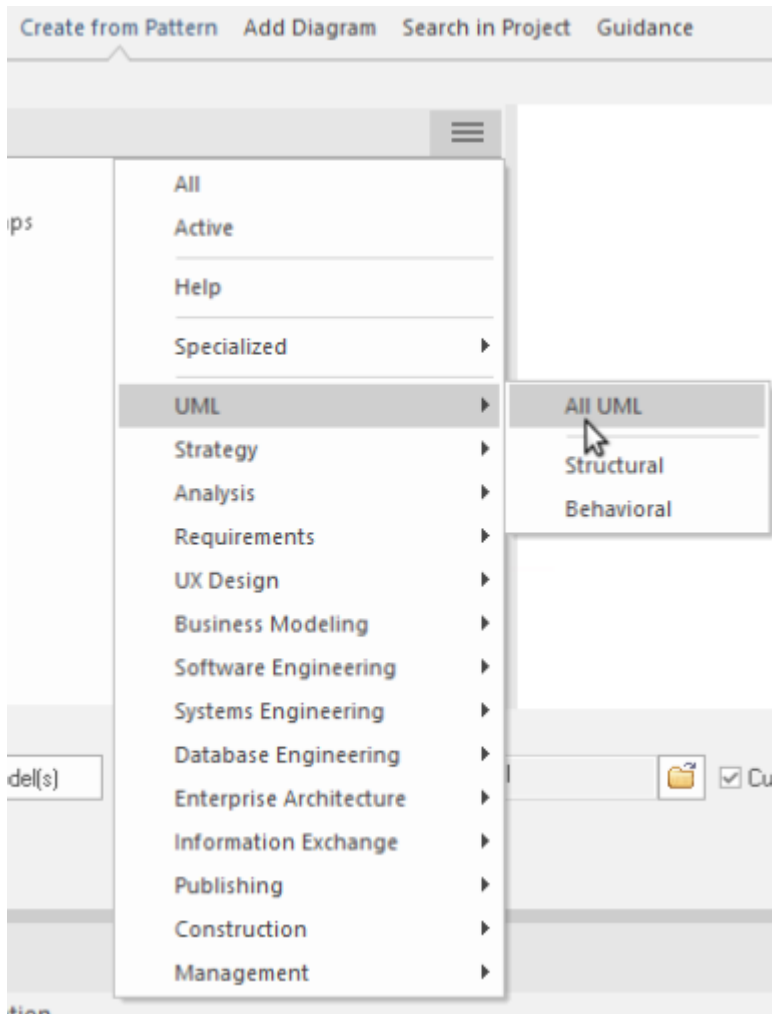 Create from Pattern Add Diagram Search in Project Guidance
All
Active
Help
Specialized
UML
All UML
Strategy
Structural
Analysis
Behavioral
Requirements
UX Design
Business Modeling
Software Engineering
Systems Engineering
Database Engineering
Enterprise Architecture
Information Exchange
Publishing
Construction
Management